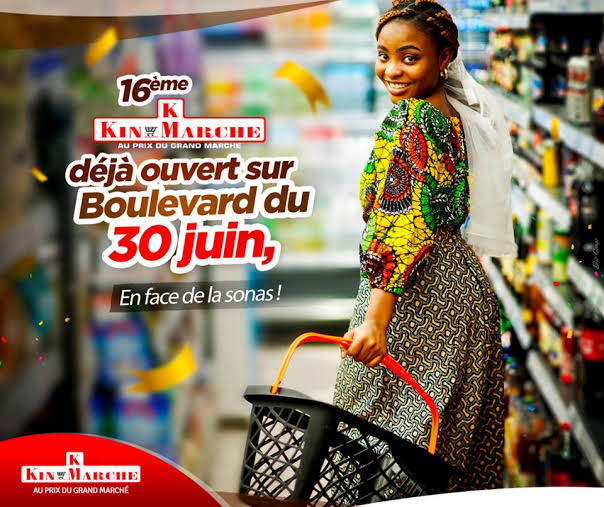 16ème
K
KIN MARCHE
AU PRIX DU GRAND MARCHE
déjà ouvert sur
Boulevard du
30 juin,
En face de la sonas !
K
KIN MARCHE
AU PRIX DU GRAND MARCHÉ